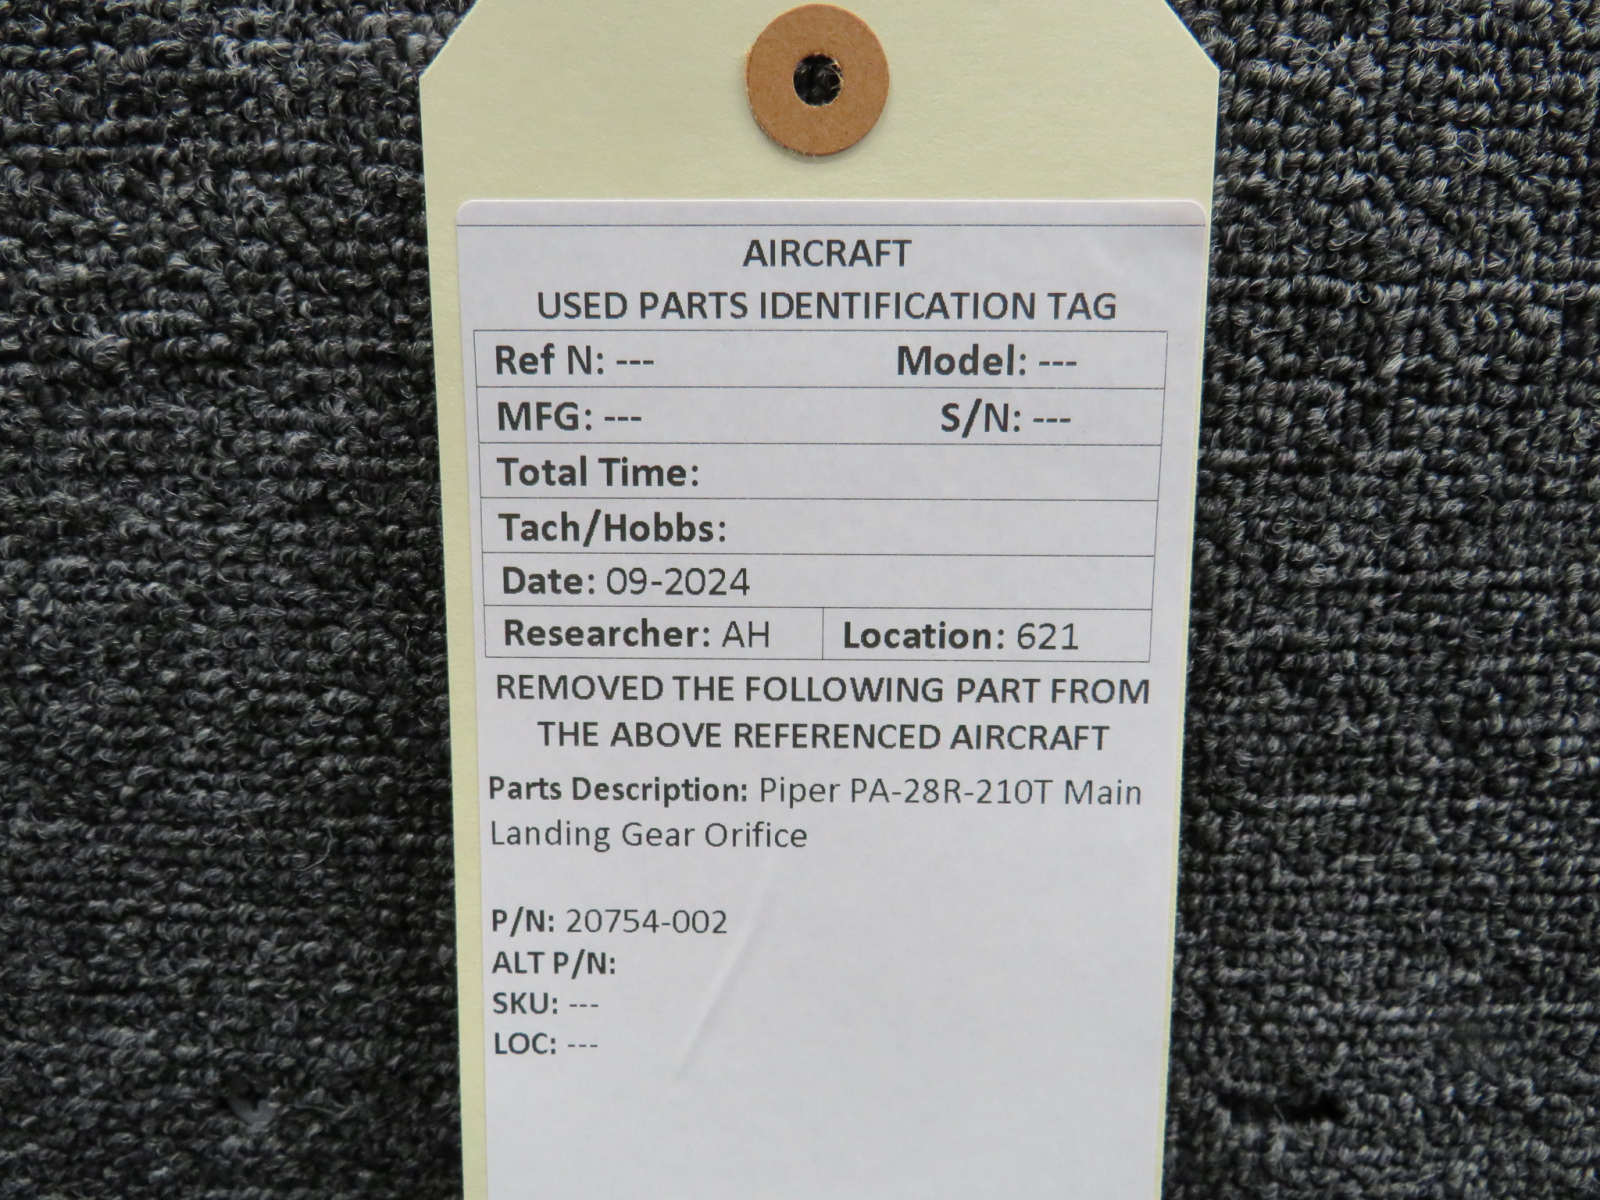 AIRCRAFT
USED PARTS IDENTIFICATION TAG
Ref N: --- Model: ---
MFG: --- S/N: ---
Total Time:
Tach/Hobbs:
Date: 09-2024
Researcher: AH Location: 621
REMOVED THE FOLLOWING PART FROM
THE ABOVE REFERENCED AIRCRAFT
Parts Description: Piper PA-28R-210T Main
Landing Gear Orifice
P/N: 20754-002
ALT P/N:
SKU: ---
LOC: ---